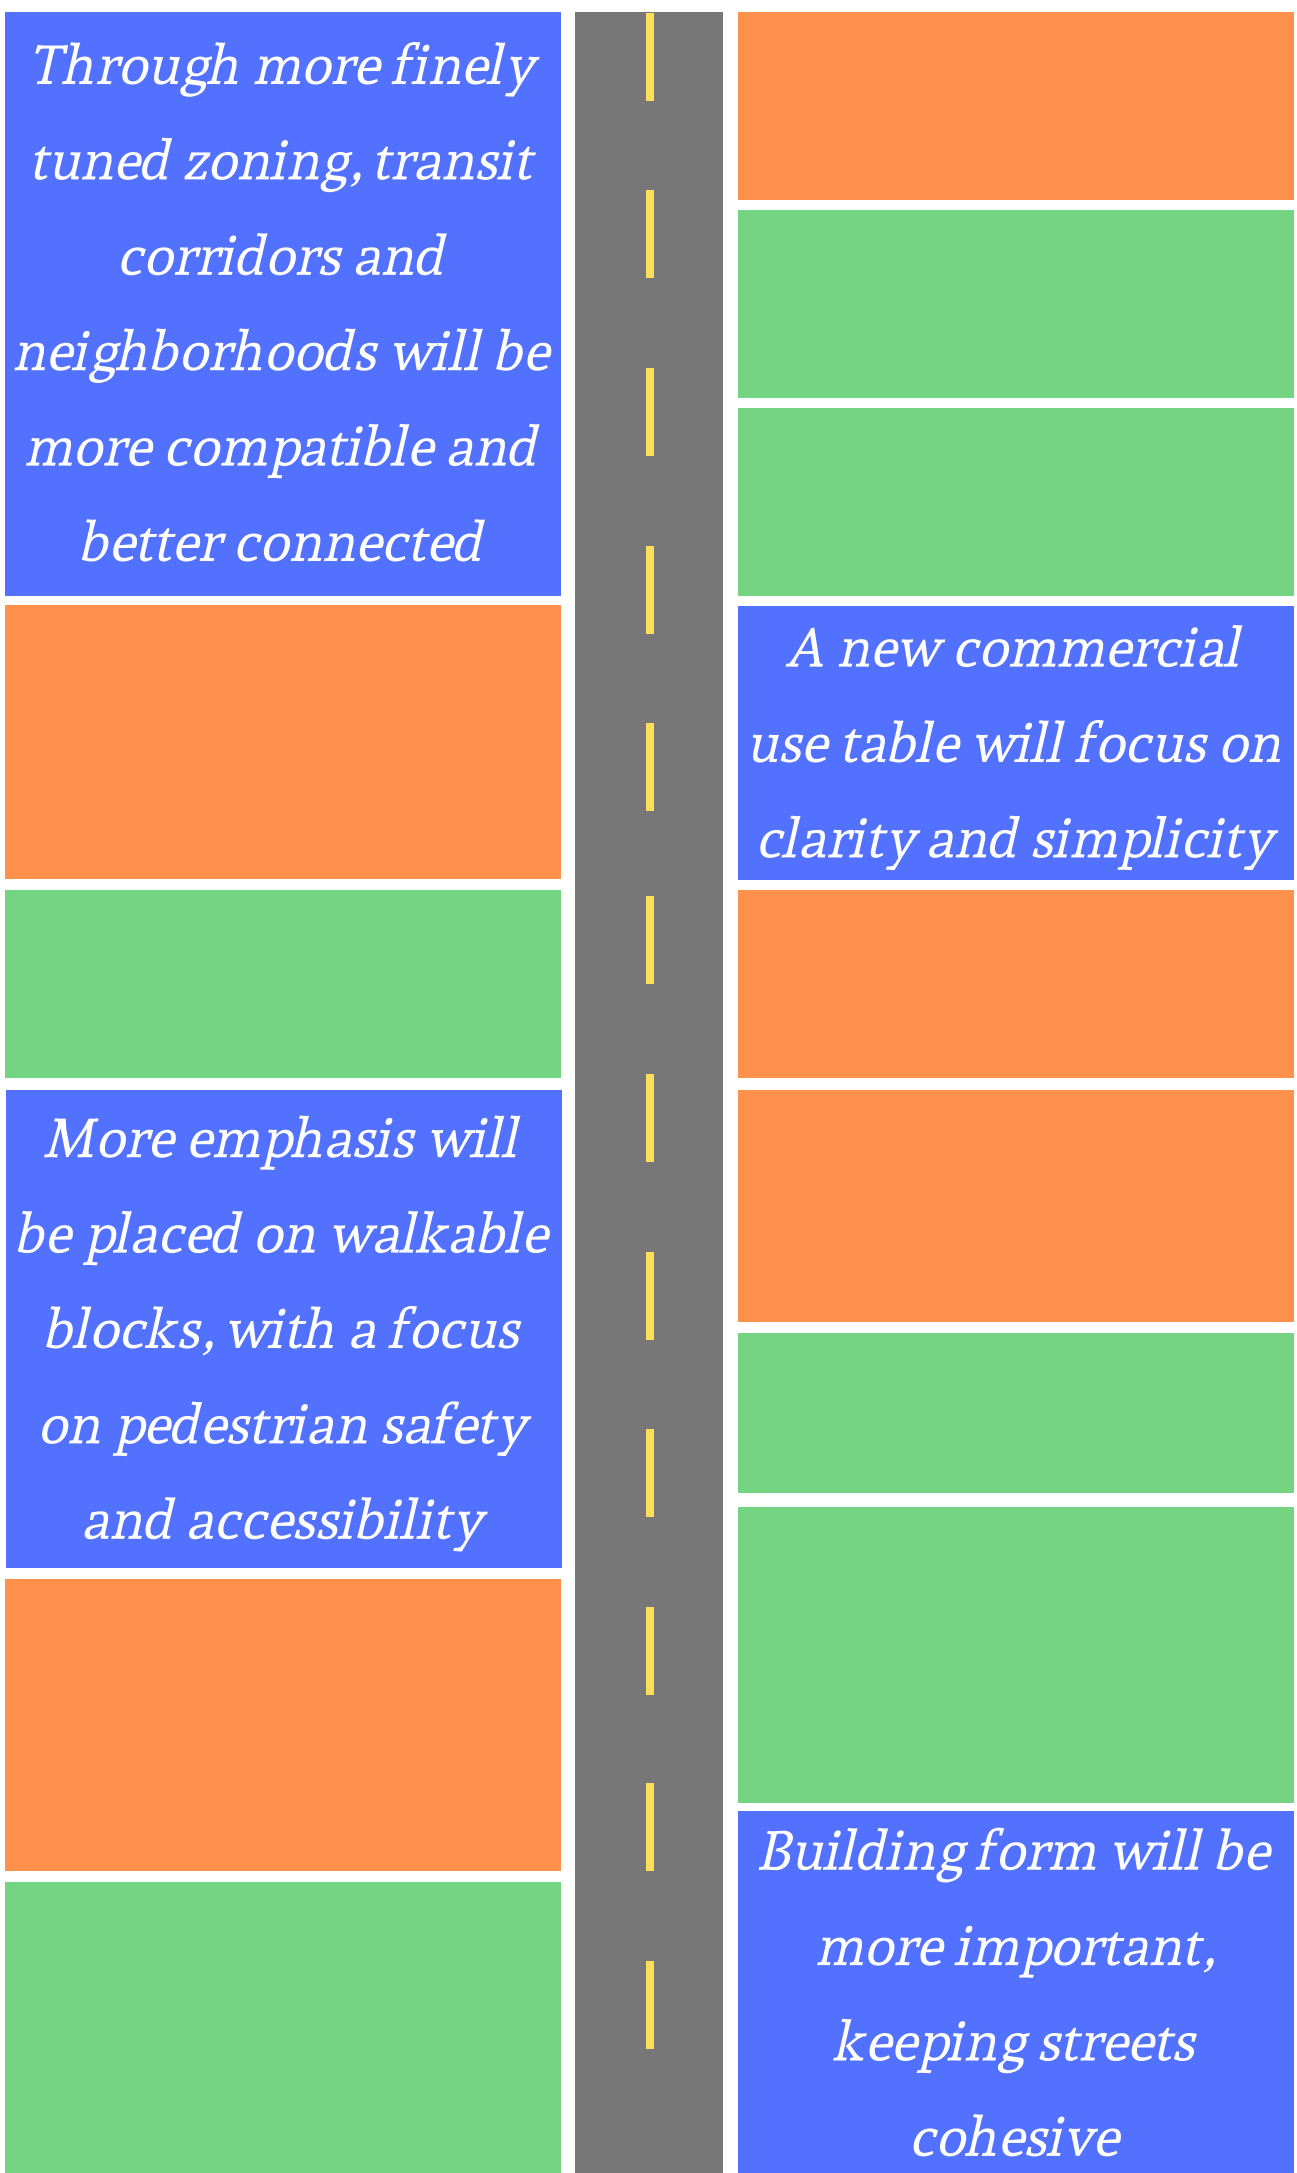 Through more finely
tuned zoning, transit
corridors and
neighborhoods will be
more compatible and
better connected
A new commercial
use table will focus on
clarity and simplicity
More emphasis will
be placed on walkable
blocks, with a focus
on pedestrian safety
and accessibility
Building form will be
more important,
keeping streets
cohesive